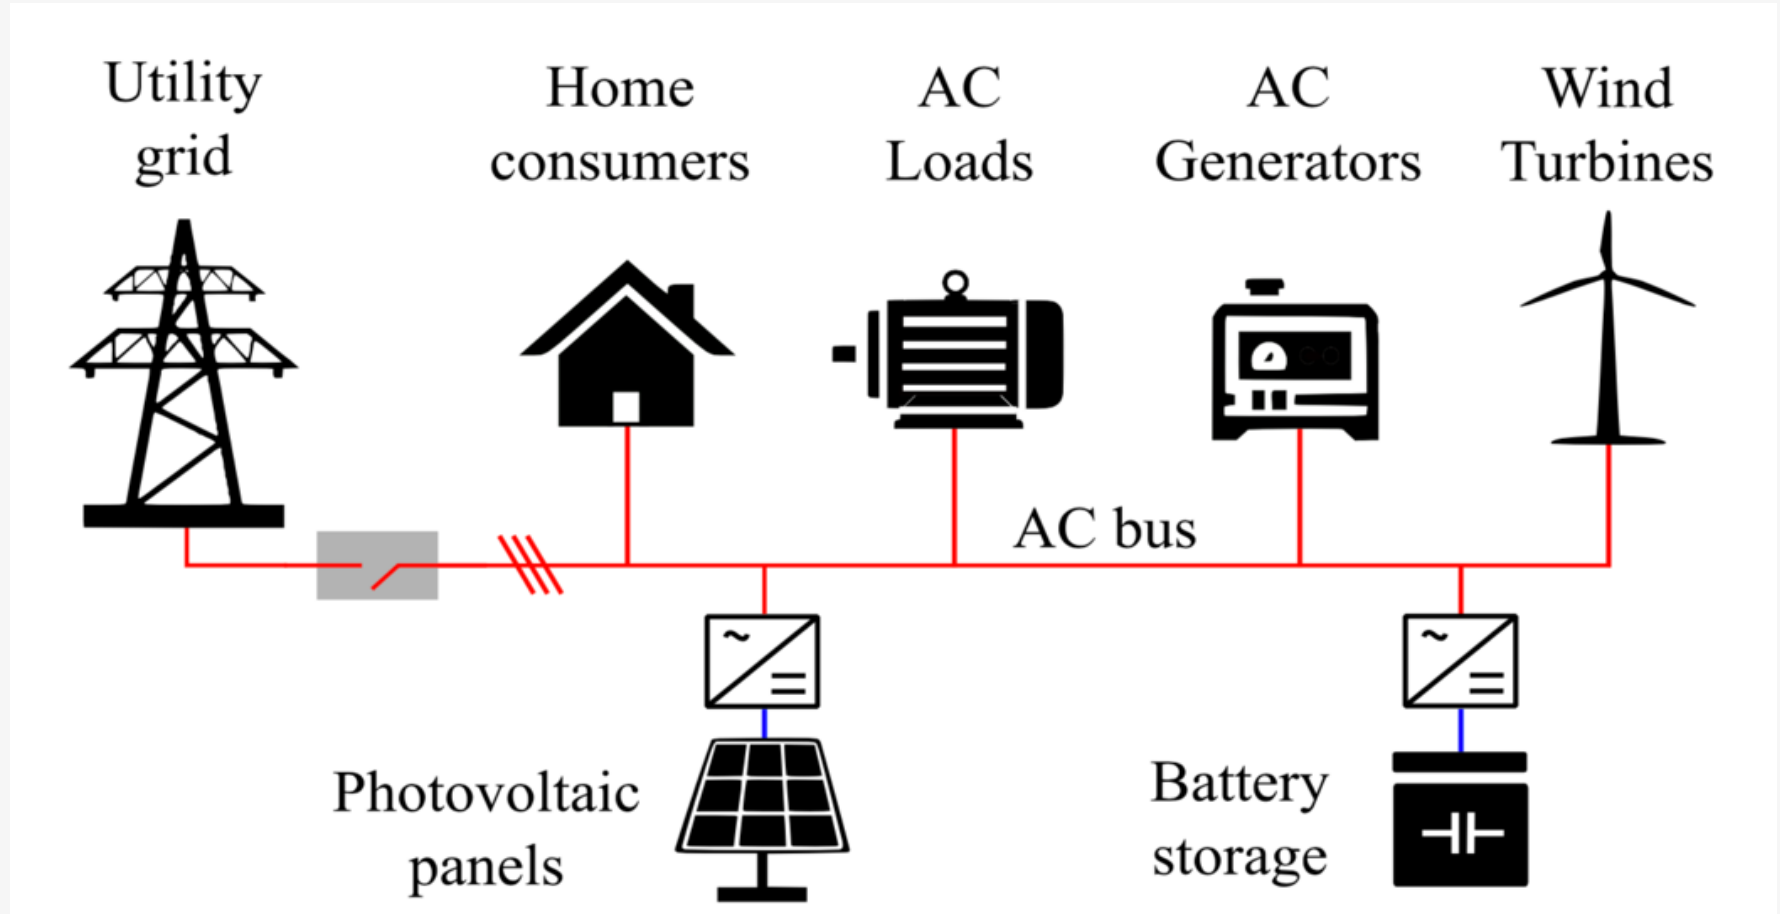 Utility
grid
Home
consumers
AC
Loads
AC
Generators
Wind
Turbines
AC bus
Photovoltaic
panels
Battery
storage